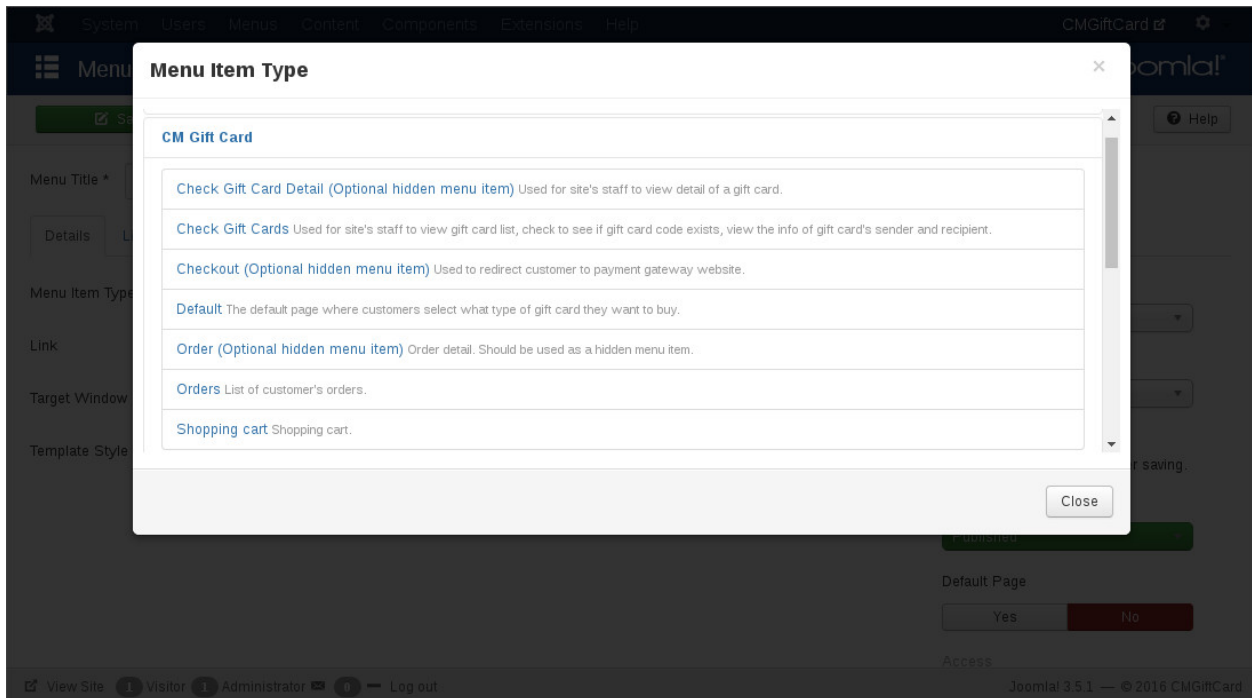 System Users Menus Content Components Extensions Help CMGiftCard
Menu
Menu Item Type
×
oomla!
Sa
Help
CM Gift Card
Menu Title *
Check Gift Card Detail (Optional hidden menu item) Used for site's staff to view detail of a gift card.
Check Gift Cards Used for site's staff to view gift card list, check to see if gift card code exists, view the info of gift card's sender and recipient.
Details
Checkout (Optional hidden menu item) Used to redirect customer to payment gateway website.
Menu Item Type
Default The default page where customers select what type of gift card they want to buy.
Link
Order (Optional hidden menu item) Order detail. Should be used as a hidden menu item.
Orders List of customer's orders.
Target Window
Shopping cart Shopping cart.
Template Style
r saving.
Close
Published
Default Page
Yes No
Access
View Site 1 Visitor 1 Administrator 0 Log out
Joomla! 3.5.1 — © 2016 CMGiftCard